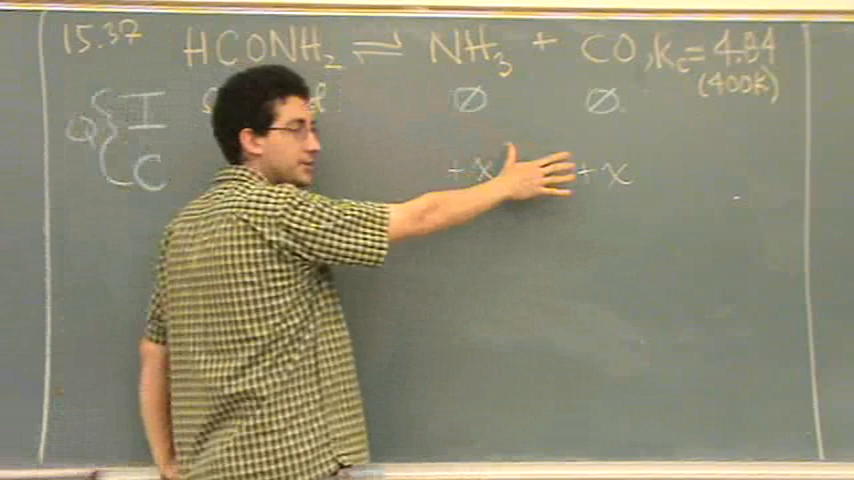 15.37 HCONH₂ ⇌ NH₃ + CO, Kc = 4.84
(400K)
Q { I ∅ ∅
C +x +x